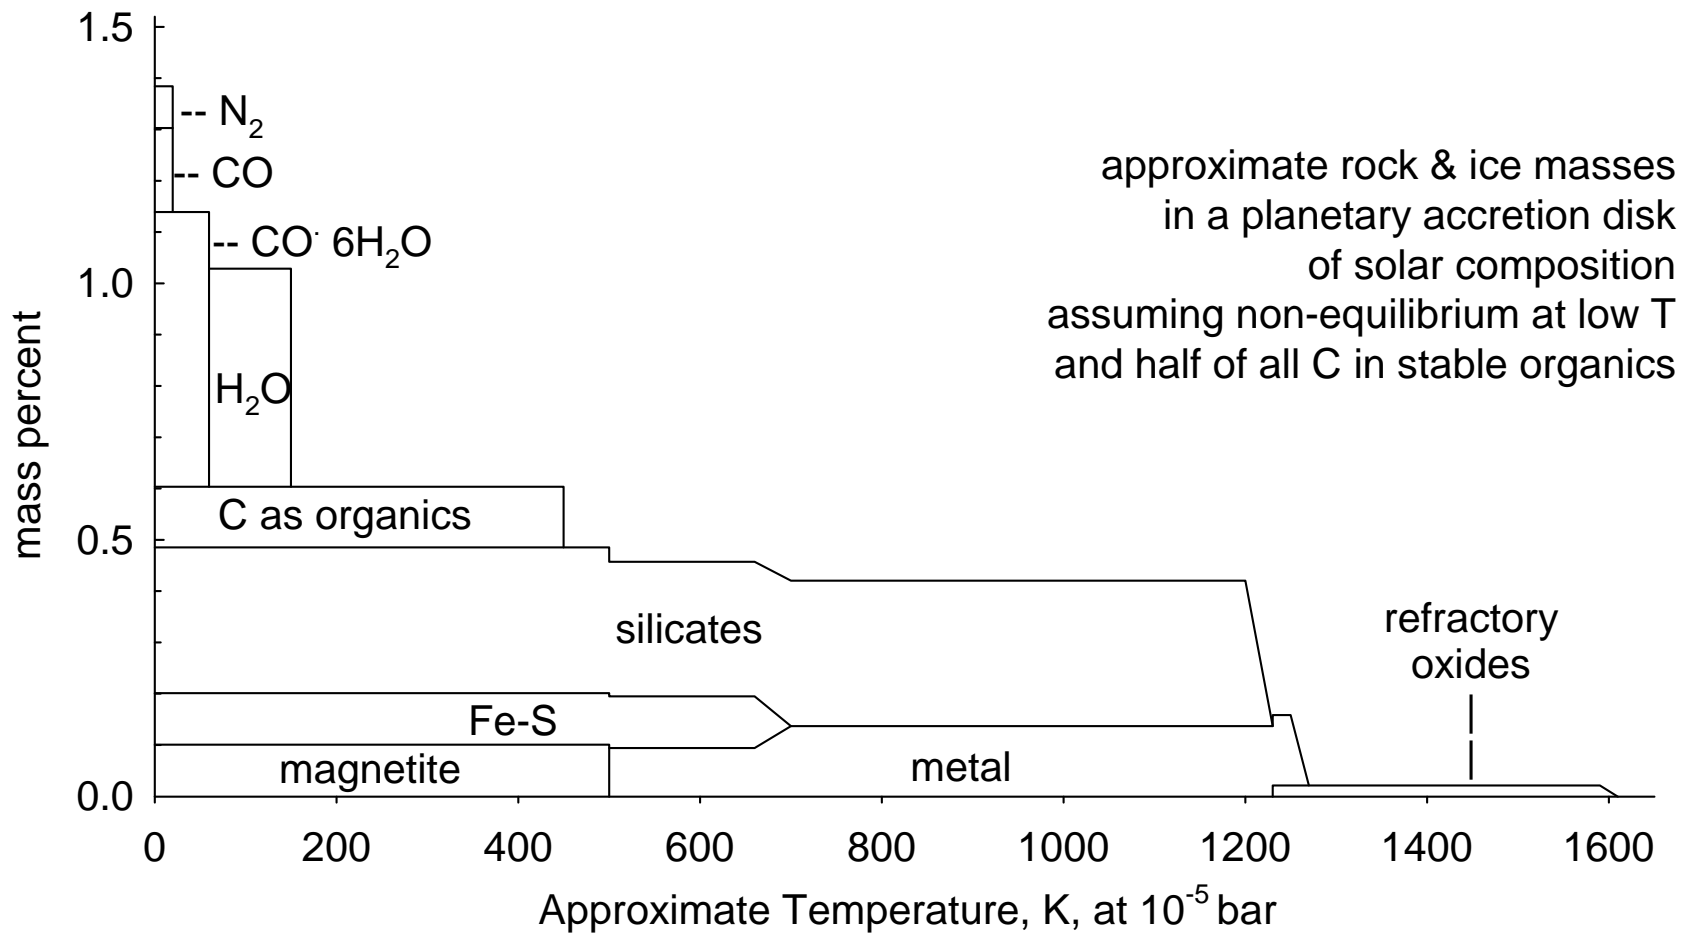 1.5
1.0
0.5
0.0
mass percent
-- N₂
-- CO
-- CO· 6H₂O
H₂O
C as organics
silicates
Fe-S
magnetite
metal
refractory
oxides
approximate rock & ice masses
in a planetary accretion disk
of solar composition
assuming non-equilibrium at low T
and half of all C in stable organics
0 200 400 600 800 1000 1200 1400 1600
Approximate Temperature, K, at 10⁻⁵ bar